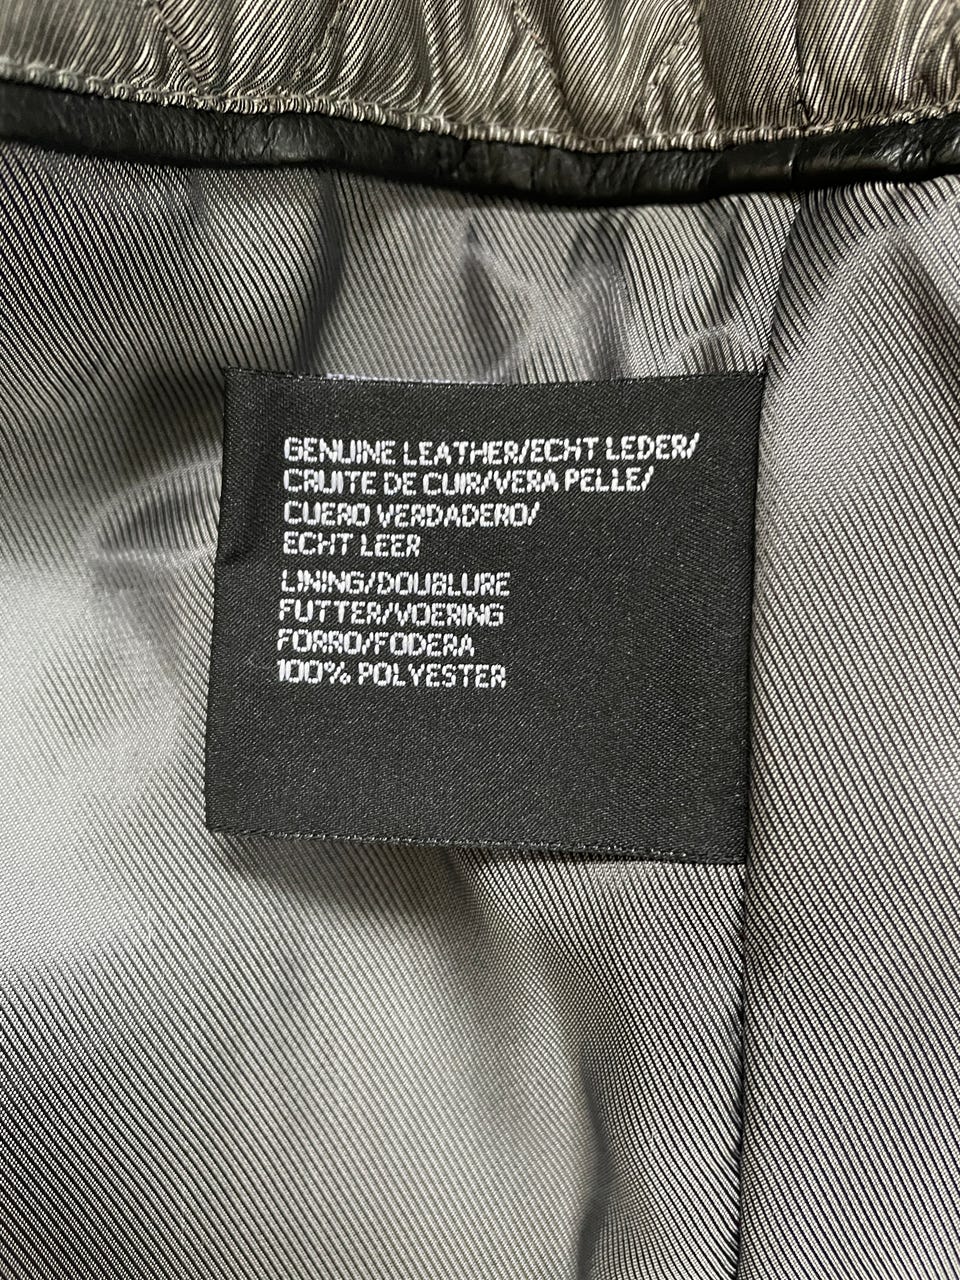 GENUINE LEATHER/ECHT LEDER/
CRUITE DE CUIR/VERA PELLE/
CUERO VERDADERO/
ECHT LEER
LINING/DOUBLURE
FUTTER/VOERING
FORRO/FODERA
100% POLYESTER